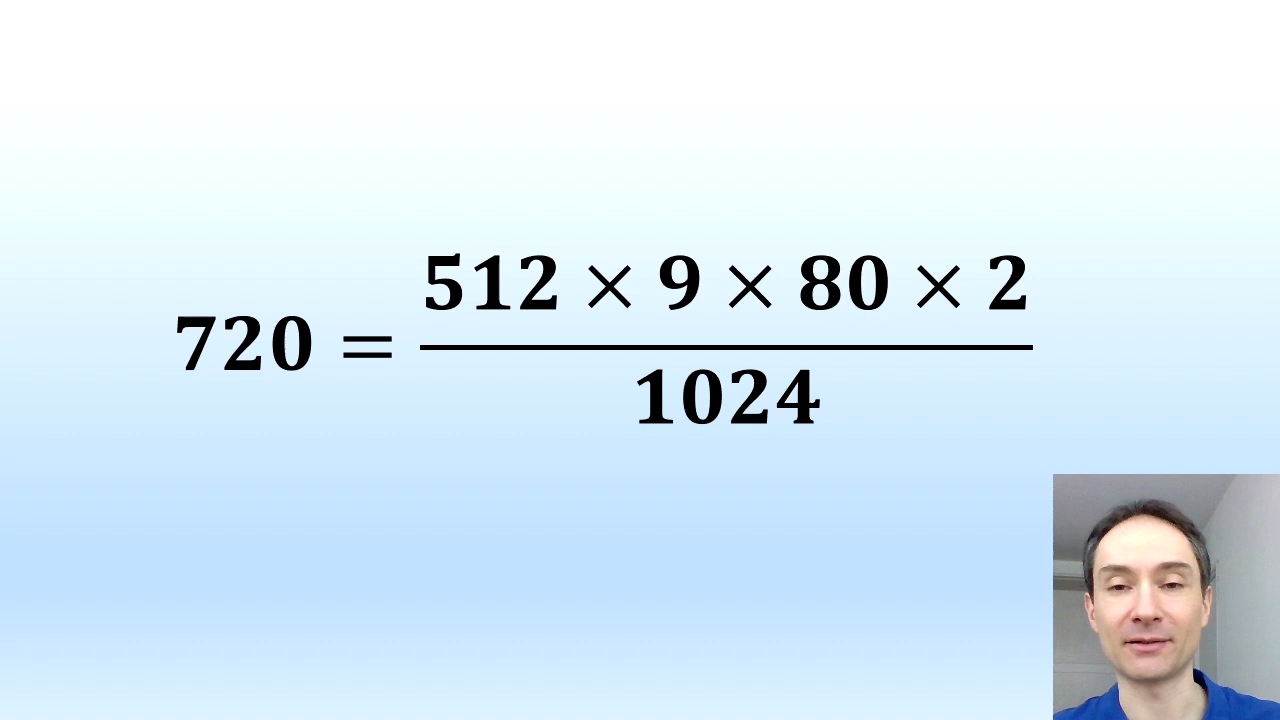 720 = 
512 × 9 × 80 × 2
1024